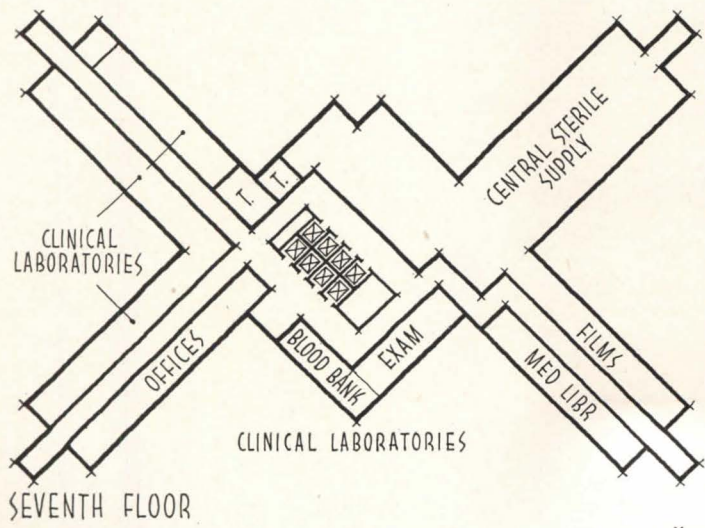 CENTRAL STERILE
SUPPLY
T.
T.
CLINICAL
LABORATORIES
OFFICES
BLOOD BANK
EXAM
MED LIBR
FILMS
CLINICAL LABORATORIES
SEVENTH FLOOR